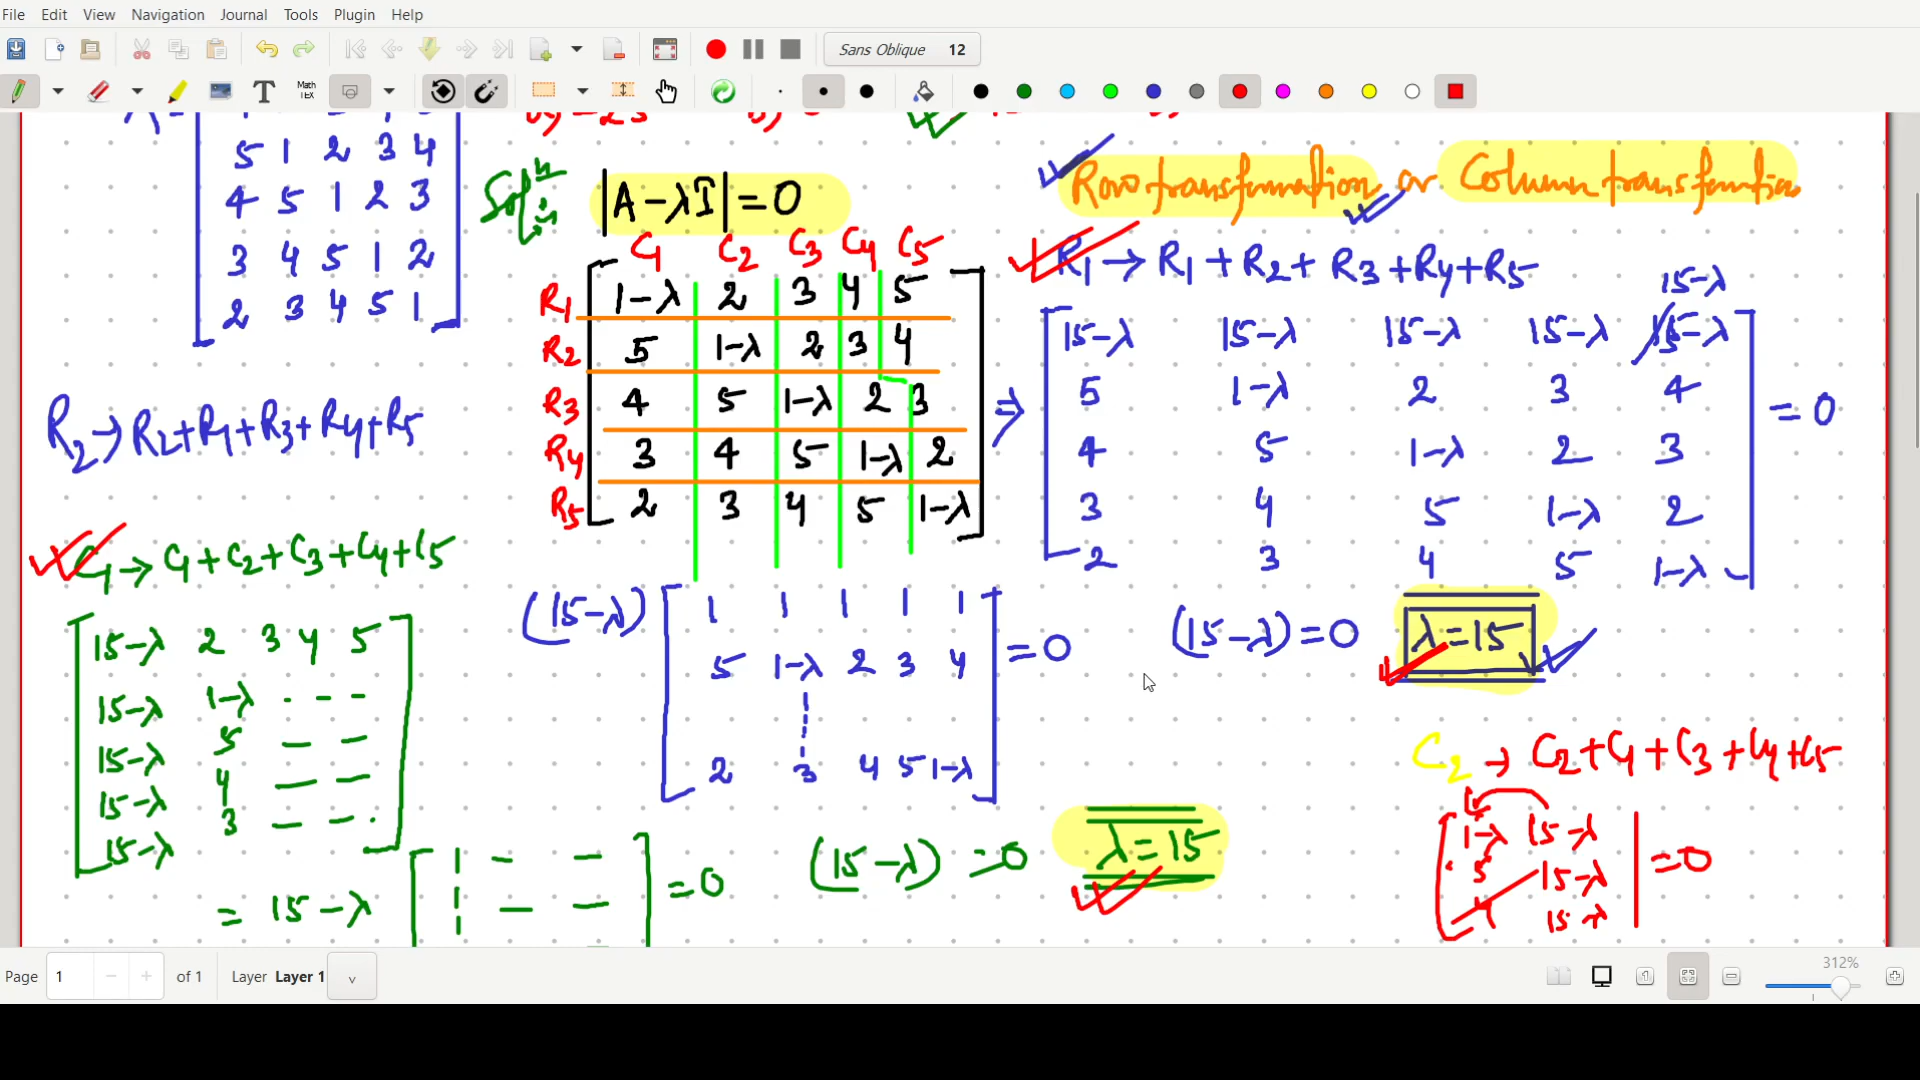 File Edit View Navigation Journal Tools Plugin Help
Sans Oblique 12
T Math TEX
5 1 2 3 4
4 5 1 2 3
3 4 5 1 2
2 3 4 5 1
Solⁿ:
|A-λI|=0
C1 C2 C3 C4 C5
R1 1-λ 2 3 4 5
R2 5 1-λ 2 3 4
R3 4 5 1-λ 2 3
R4 3 4 5 1-λ 2
R5 2 3 4 5 1-λ
Row transformation or Column transformation
R1 → R1 + R2 + R3 + R4 + R5
15-λ
⇒ 15-λ 15-λ 15-λ 15-λ 15-λ
5 1-λ 2 3 4 = 0
4 5 1-λ 2 3
3 4 5 1-λ 2
2 3 4 5 1-λ
R2 → R2 + R1 + R3 + R4 + R5
C1 → C1 + C2 + C3 + C4 + C5
15-λ 2 3 4 5
15-λ 1-λ . - -
15-λ 5 - -
15-λ 4 - -
15-λ 3 - - .
= 15-λ 1 - - = 0
1 - -
1
(15-λ) 1 1 1 1 1
5 1-λ 2 3 4 = 0
2 3 4 5 1-λ
(15-λ) = 0 λ = 15
(15-λ) = 0 λ = 15
C2 → C2 + C1 + C3 + C4 + C5
1-λ 15-λ
5 15-λ = 0
4 15-λ
Page 1 of 1 Layer Layer 1 312%